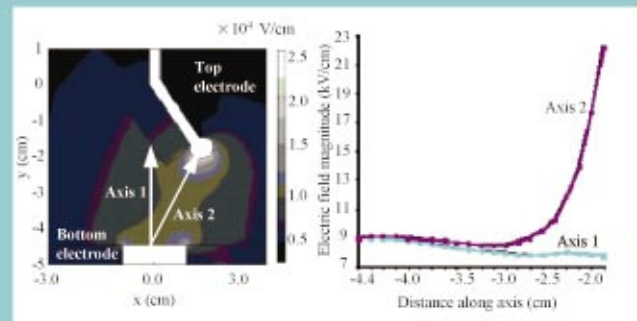 × 10⁴ V/cm
1
0
-1
-2
-3
-4
-5
y (cm)
Top
electrode
Axis 1
Axis 2
Bottom
electrode
-3.0
0.0
3.0
x (cm)
2.5
2.0
1.5
1.0
0.5
Electric field magnitude (kV/cm)
23
21
19
17
15
13
11
9
8
7
Axis 2
Axis 1
-4.4
-4.0
-3.5
-3.0
-2.5
-2.0
Distance along axis (cm)